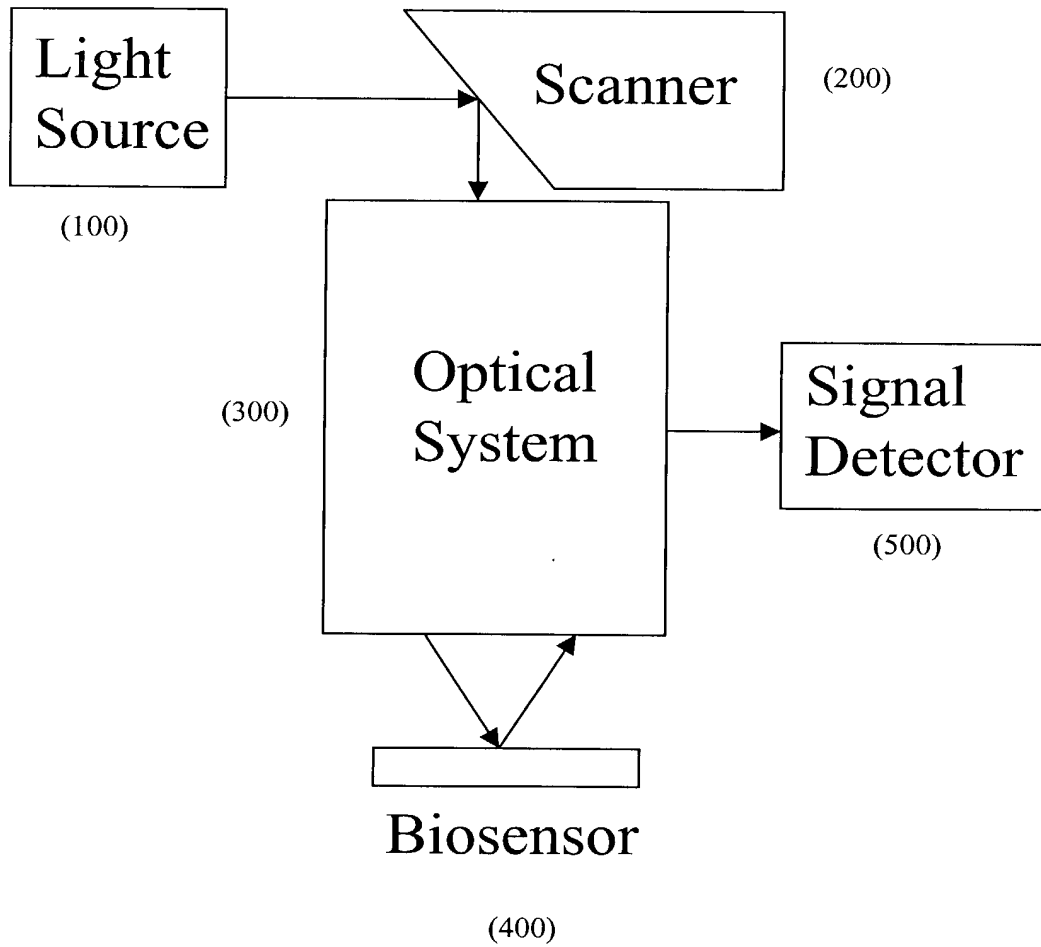 Light
Source
(100)
Scanner
(200)
Optical
System
(300)
Signal
Detector
(500)
Biosensor
(400)